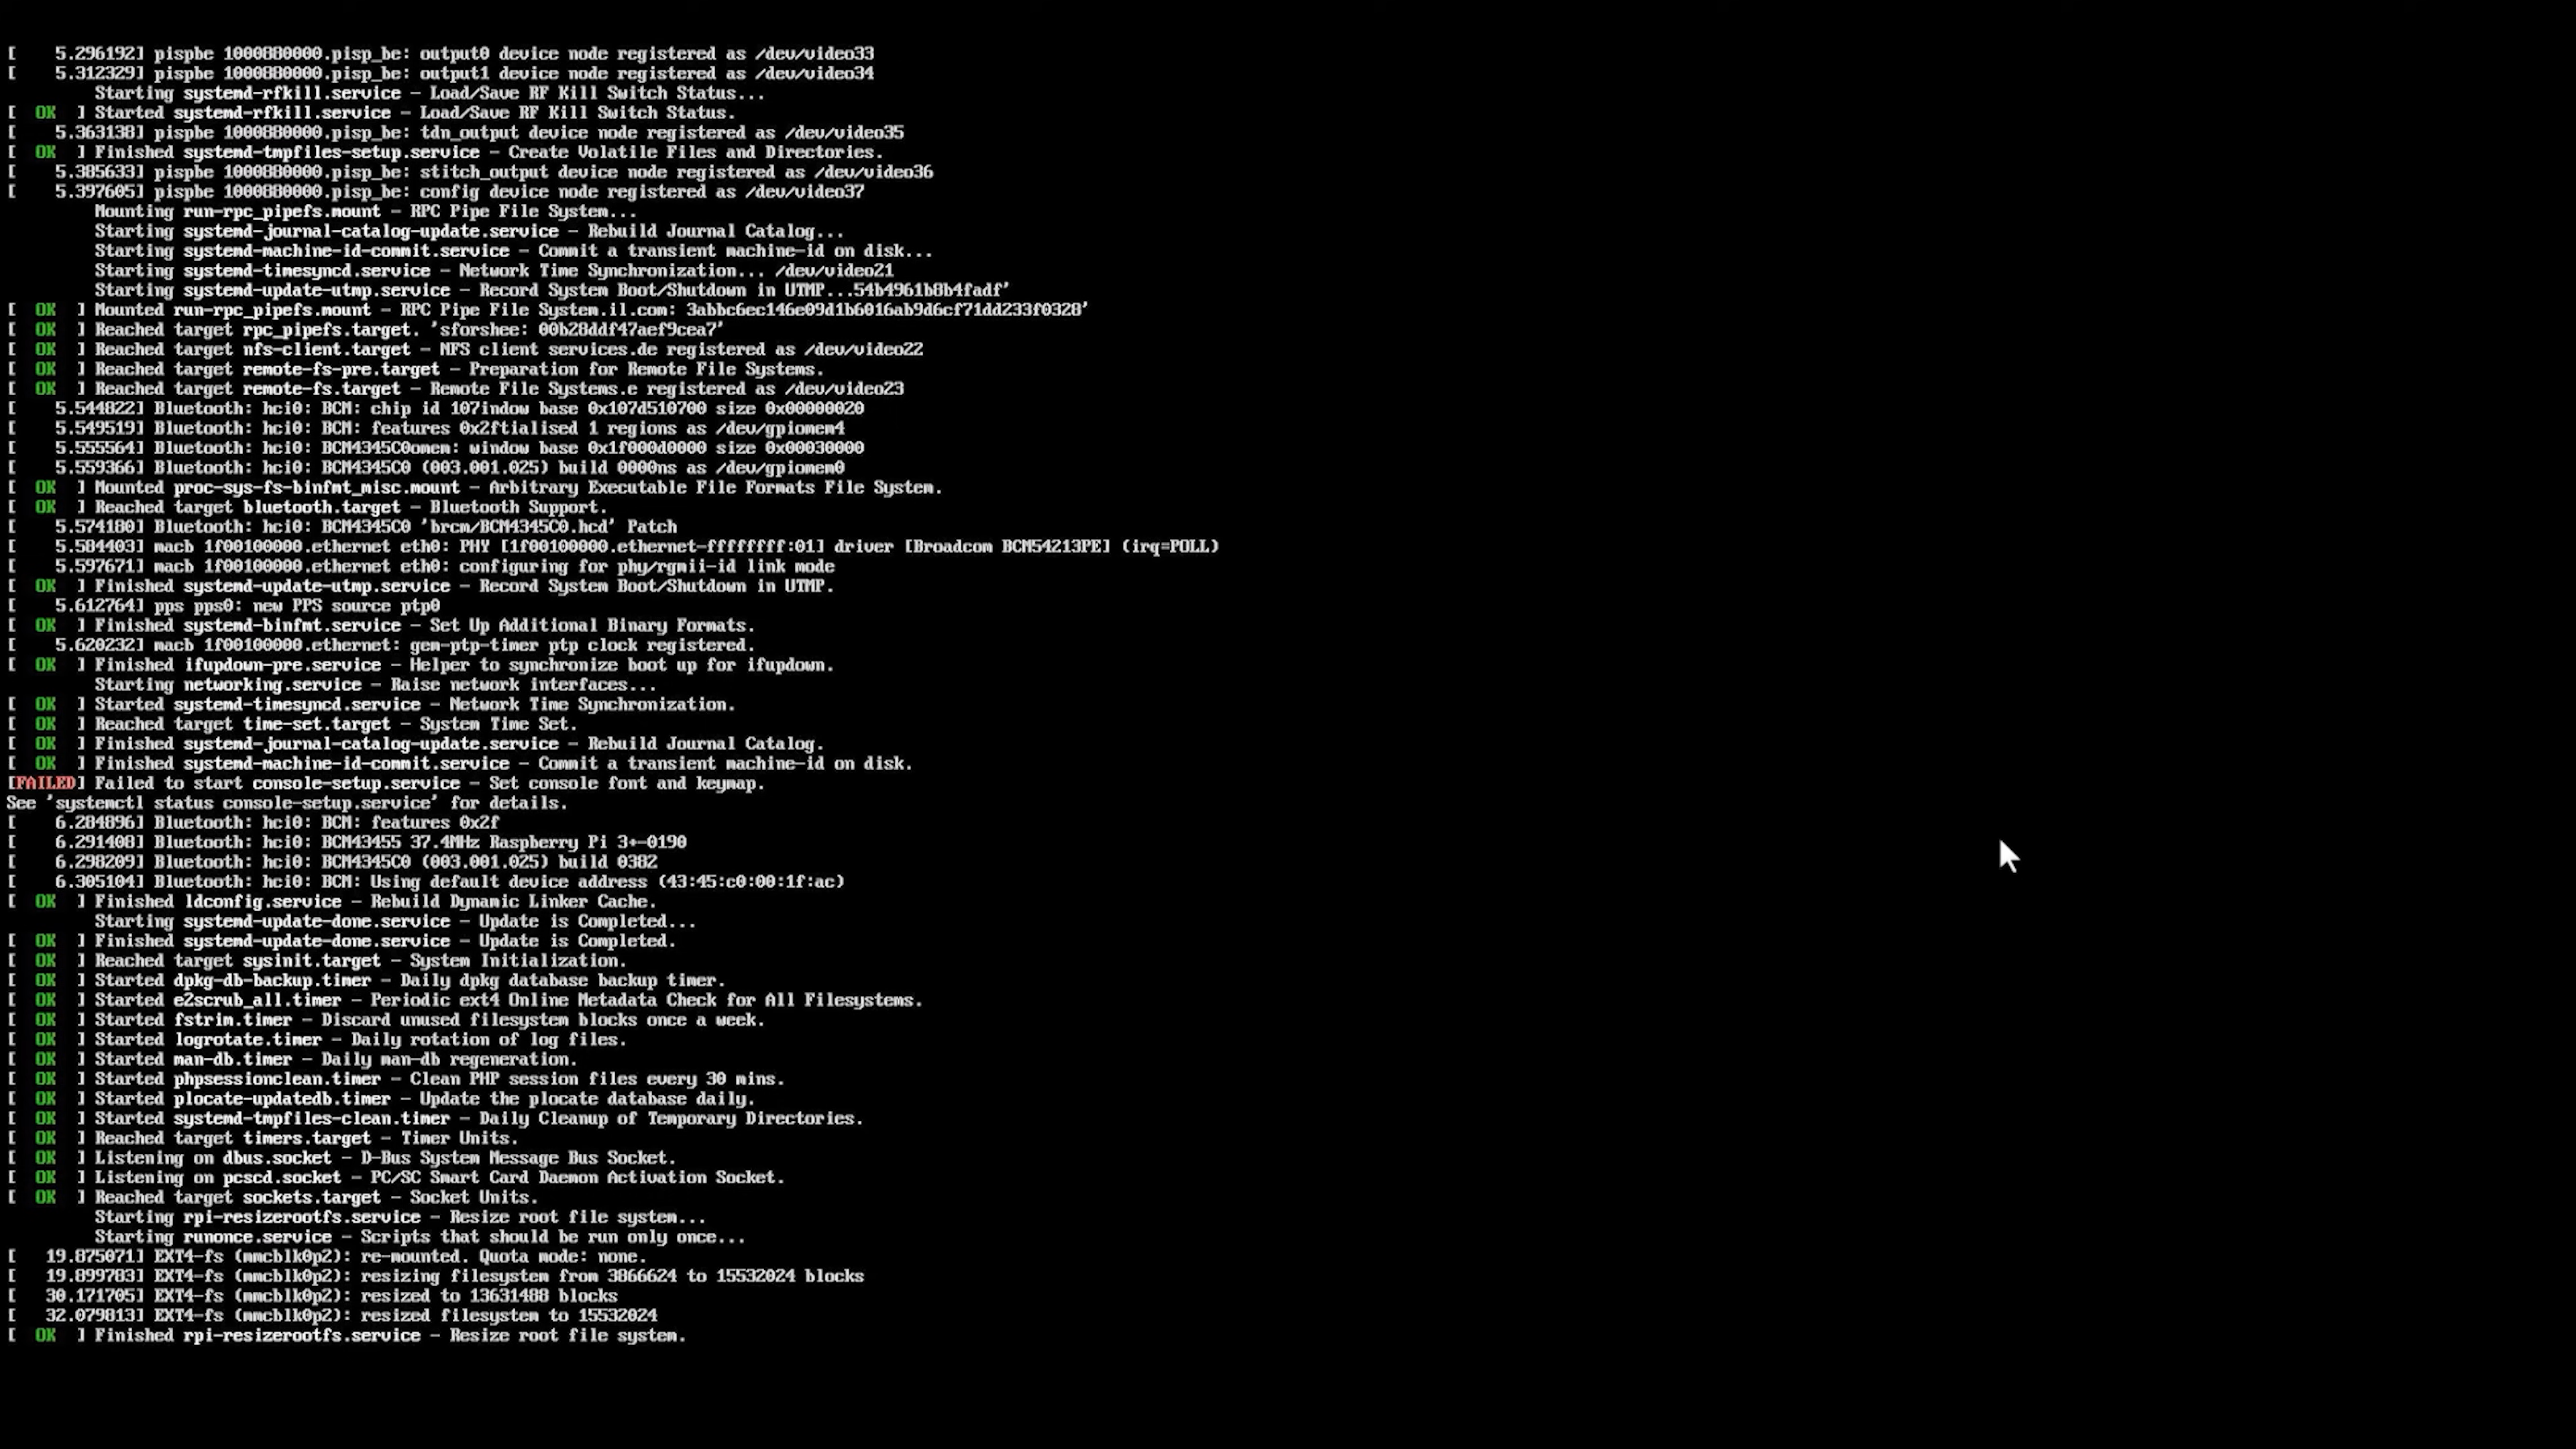 [    5.296192] pispbe 1000880000.pisp_be: output0 device node registered as /dev/video33
[    5.312329] pispbe 1000880000.pisp_be: output1 device node registered as /dev/video34
         Starting systemd-rfkill.service - Load/Save RF Kill Switch Status...
[  OK  ] Started systemd-rfkill.service - Load/Save RF Kill Switch Status.
[    5.363138] pispbe 1000880000.pisp_be: tdn_output device node registered as /dev/video35
[  OK  ] Finished systemd-tmpfiles-setup.service - Create Volatile Files and Directories.
[    5.385633] pispbe 1000880000.pisp_be: stitch_output device node registered as /dev/video36
[    5.397605] pispbe 1000880000.pisp_be: config device node registered as /dev/video37
         Mounting run-rpc_pipefs.mount - RPC Pipe File System...
         Starting systemd-journal-catalog-update.service - Rebuild Journal Catalog...
         Starting systemd-machine-id-commit.service - Commit a transient machine-id on disk...
         Starting systemd-timesyncd.service - Network Time Synchronization... /dev/video21
         Starting systemd-update-utmp.service - Record System Boot/Shutdown in UTMP...54b4961b8b4fadf'
[  OK  ] Mounted run-rpc_pipefs.mount - RPC Pipe File System.il.com: 3abbc6ec146e09d1b6016ab9d6cf71dd233f0328'
[  OK  ] Reached target rpc_pipefs.target. 'sforshee: 00b28ddf47aef9cea7'
[  OK  ] Reached target nfs-client.target - NFS client services.de registered as /dev/video22
[  OK  ] Reached target remote-fs-pre.target - Preparation for Remote File Systems.
[  OK  ] Reached target remote-fs.target - Remote File Systems.e registered as /dev/video23
[    5.544822] Bluetooth: hci0: BCM: chip id 107indow base 0x107d510700 size 0x00000020
[    5.549519] Bluetooth: hci0: BCM: features 0x2ftialised 1 regions as /dev/gpiomem4
[    5.555564] Bluetooth: hci0: BCM4345C0omem: window base 0x1f000d0000 size 0x00030000
[    5.559366] Bluetooth: hci0: BCM4345C0 (003.001.025) build 0000ns as /dev/gpiomem0
[  OK  ] Mounted proc-sys-fs-binfmt_misc.mount - Arbitrary Executable File Formats File System.
[  OK  ] Reached target bluetooth.target - Bluetooth Support.
[    5.574180] Bluetooth: hci0: BCM4345C0 'brcm/BCM4345C0.hcd' Patch
[    5.584403] macb 1f00100000.ethernet eth0: PHY [1f00100000.ethernet-ffffffff:01] driver [Broadcom BCM54213PE] (irq=POLL)
[    5.597671] macb 1f00100000.ethernet eth0: configuring for phy/rgmii-id link mode
[  OK  ] Finished systemd-update-utmp.service - Record System Boot/Shutdown in UTMP.
[    5.612764] pps pps0: new PPS source ptp0
[  OK  ] Finished systemd-binfmt.service - Set Up Additional Binary Formats.
[    5.620232] macb 1f00100000.ethernet: gem-ptp-timer ptp clock registered.
[  OK  ] Finished ifupdown-pre.service - Helper to synchronize boot up for ifupdown.
         Starting networking.service - Raise network interfaces...
[  OK  ] Started systemd-timesyncd.service - Network Time Synchronization.
[  OK  ] Reached target time-set.target - System Time Set.
[  OK  ] Finished systemd-journal-catalog-update.service - Rebuild Journal Catalog.
[  OK  ] Finished systemd-machine-id-commit.service - Commit a transient machine-id on disk.
[FAILED] Failed to start console-setup.service - Set console font and keymap.
See 'systemctl status console-setup.service' for details.
[    6.284896] Bluetooth: hci0: BCM: features 0x2f
[    6.291408] Bluetooth: hci0: BCM43455 37.4MHz Raspberry Pi 3+-0190
[    6.298209] Bluetooth: hci0: BCM4345C0 (003.001.025) build 0382
[    6.305104] Bluetooth: hci0: BCM: Using default device address (43:45:c0:00:1f:ac)
[  OK  ] Finished ldconfig.service - Rebuild Dynamic Linker Cache.
         Starting systemd-update-done.service - Update is Completed...
[  OK  ] Finished systemd-update-done.service - Update is Completed.
[  OK  ] Reached target sysinit.target - System Initialization.
[  OK  ] Started dpkg-db-backup.timer - Daily dpkg database backup timer.
[  OK  ] Started e2scrub_all.timer - Periodic ext4 Online Metadata Check for All Filesystems.
[  OK  ] Started fstrim.timer - Discard unused filesystem blocks once a week.
[  OK  ] Started logrotate.timer - Daily rotation of log files.
[  OK  ] Started man-db.timer - Daily man-db regeneration.
[  OK  ] Started phpsessionclean.timer - Clean PHP session files every 30 mins.
[  OK  ] Started plocate-updatedb.timer - Update the plocate database daily.
[  OK  ] Started systemd-tmpfiles-clean.timer - Daily Cleanup of Temporary Directories.
[  OK  ] Reached target timers.target - Timer Units.
[  OK  ] Listening on dbus.socket - D-Bus System Message Bus Socket.
[  OK  ] Listening on pcscd.socket - PC/SC Smart Card Daemon Activation Socket.
[  OK  ] Reached target sockets.target - Socket Units.
         Starting rpi-resizerootfs.service - Resize root file system...
         Starting runonce.service - Scripts that should be run only once...
[   19.875071] EXT4-fs (mmcblk0p2): re-mounted. Quota mode: none.
[   19.899783] EXT4-fs (mmcblk0p2): resizing filesystem from 3866624 to 15532024 blocks
[   30.171705] EXT4-fs (mmcblk0p2): resized to 13631488 blocks
[   32.079813] EXT4-fs (mmcblk0p2): resized filesystem to 15532024
[  OK  ] Finished rpi-resizerootfs.service - Resize root file system.